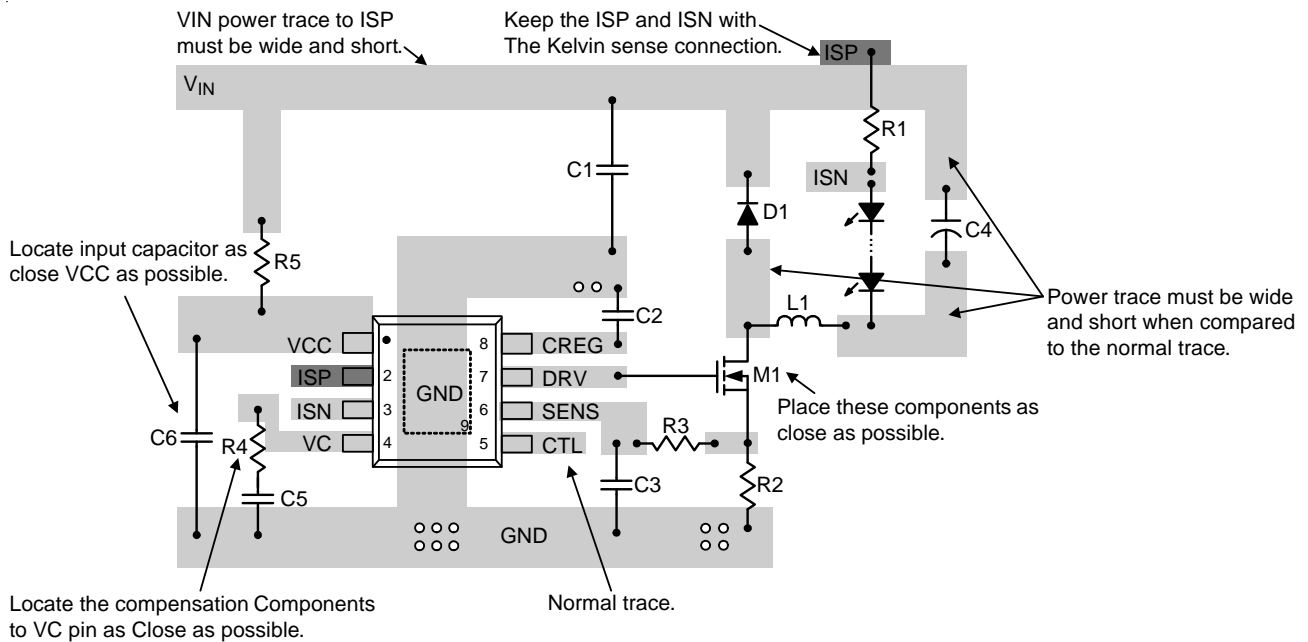 VIN power trace to ISP
must be wide and short.
Keep the ISP and ISN with
The Kelvin sense connection.
ISP
VIN
R1
C1
ISN
D1
C4
Locate input capacitor as
close VCC as possible.
R5
C2
L1
Power trace must be wide
and short when compared
to the normal trace.
VCC
8
CREG
ISP
2
GND
7
DRV
M1
ISN
3
6
SENS
Place these components as
close as possible.
9
C6
R4
VC
4
5
CTL
R3
C5
C3
R2
GND
Locate the compensation Components
to VC pin as Close as possible.
Normal trace.